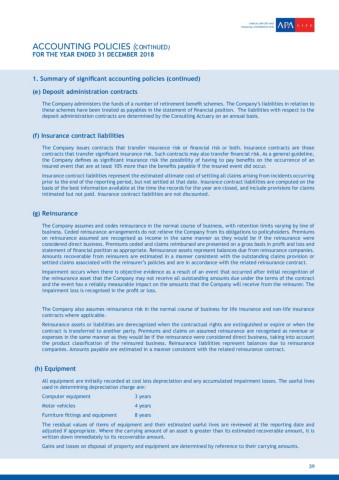 APA LIFE
ACCOUNTING POLICIES (CONTINUED)
FOR THE YEAR ENDED 31 DECEMBER 2018
1. Summary of significant accounting policies (continued)
(e) Deposit administration contracts
The Company administers the funds of a number of retirement benefit schemes. The Company's liabilities in relation to
these schemes have been treated as payables in the statement of financial position. The liabilities with respect to the
deposit administration contracts are determined by the Consulting Actuary on an annual basis.
(f) Insurance contract liabilities
The Company issues contracts that transfer insurance risk or financial risk or both. Insurance contracts are those
contracts that transfer significant insurance risk. Such contracts may also transfer financial risk. As a general guideline,
the Company defines as significant insurance risk the possibility of having to pay benefits on the occurrence of an
insured event that are at least 10% more than the benefits payable if the insured event did occur.
Insurance contract liabilities represent the estimated ultimate cost of settling all claims arising from incidents occurring
prior to the end of the reporting period, but not settled at that date. Insurance contract liabilities are computed on the
basis of the best information available at the time the records for the year are closed, and include provisions for claims
intimated but not paid. Insurance contract liabilities are not discounted.
(g) Reinsurance
The Company assumes and cedes reinsurance in the normal course of business, with retention limits varying by line of
business. Ceded reinsurance arrangements do not relieve the Company from its obligations to policyholders. Premiums
on reinsurance assumed are recognised as income in the same manner as they would be if the reinsurance were
considered direct business. Premiums ceded and claims reimbursed are presented on a gross basis in profit and loss and
statement of financial position as appropriate. Reinsurance assets represent balances due from reinsurance companies.
Amounts recoverable from reinsurers are estimated in a manner consistent with the outstanding claims provision or
settled claims associated with the reinsurer's policies and are in accordance with the related reinsurance contract.
Impairment occurs when there is objective evidence as a result of an event that occurred after initial recognition of
the reinsurance asset that the Company may not receive all outstanding amounts due under the terms of the contract
and the event has a reliably measurable impact on the amounts that the Company will receive from the reinsurer. The
impairment loss is recognised in the profit or loss.
The Company also assumes reinsurance risk in the normal course of business for life insurance and non-life insurance
contracts where applicable.
Reinsurance assets or liabilities are derecognised when the contractual rights are extinguished or expire or when the
contract is transferred to another party. Premiums and claims on assumed reinsurance are recognised as revenue or
expenses in the same manner as they would be if the reinsurance were considered direct business, taking into account
the product classification of the reinsured business. Reinsurance liabilities represent balances due to reinsurance
companies. Amounts payable are estimated in a manner consistent with the related reinsurance contract.
(h) Equipment
All equipment are initially recorded at cost less depreciation and any accumulated impairment losses. The useful lives
used in determining depreciation charge are:
Computer equipment 3 years
Motor vehicles 4 years
Furniture fittings and equipment 8 years
The residual values of items of equipment and their estimated useful lives are reviewed at the reporting date and
adjusted if appropriate. Where the carrying amount of an asset is greater than its estimated recoverable amount, it is
written down immediately to its recoverable amount.
Gains and losses on disposal of property and equipment are determined by reference to their carrying amounts.
39